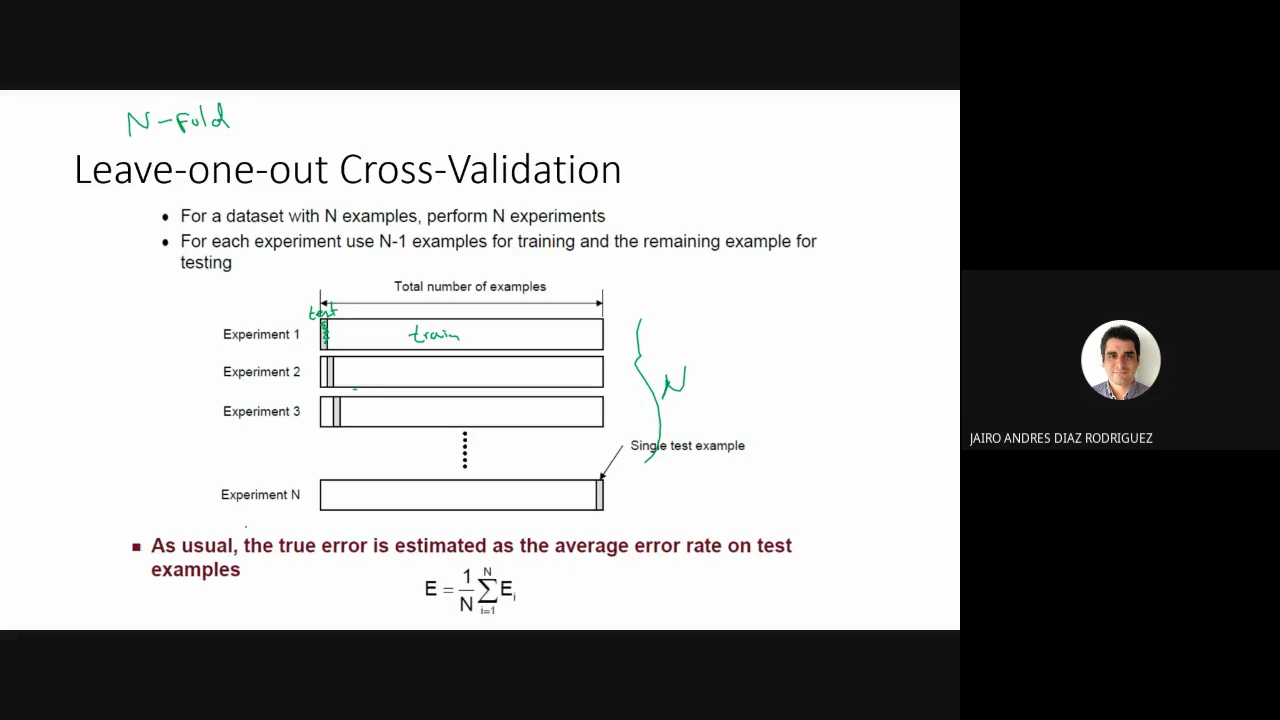 N-Fold
Leave-one-out Cross-Validation
• For a dataset with N examples, perform N experiments
• For each experiment use N-1 examples for training and the remaining example for
testing
Total number of examples
test
Experiment 1
train
Experiment 2
N
Experiment 3
Single test example
JAIRO ANDRES DIAZ RODRIGUEZ
Experiment N
▪ As usual, the true error is estimated as the average error rate on test
examples
E = 1/N ∑ i=1 N Ei